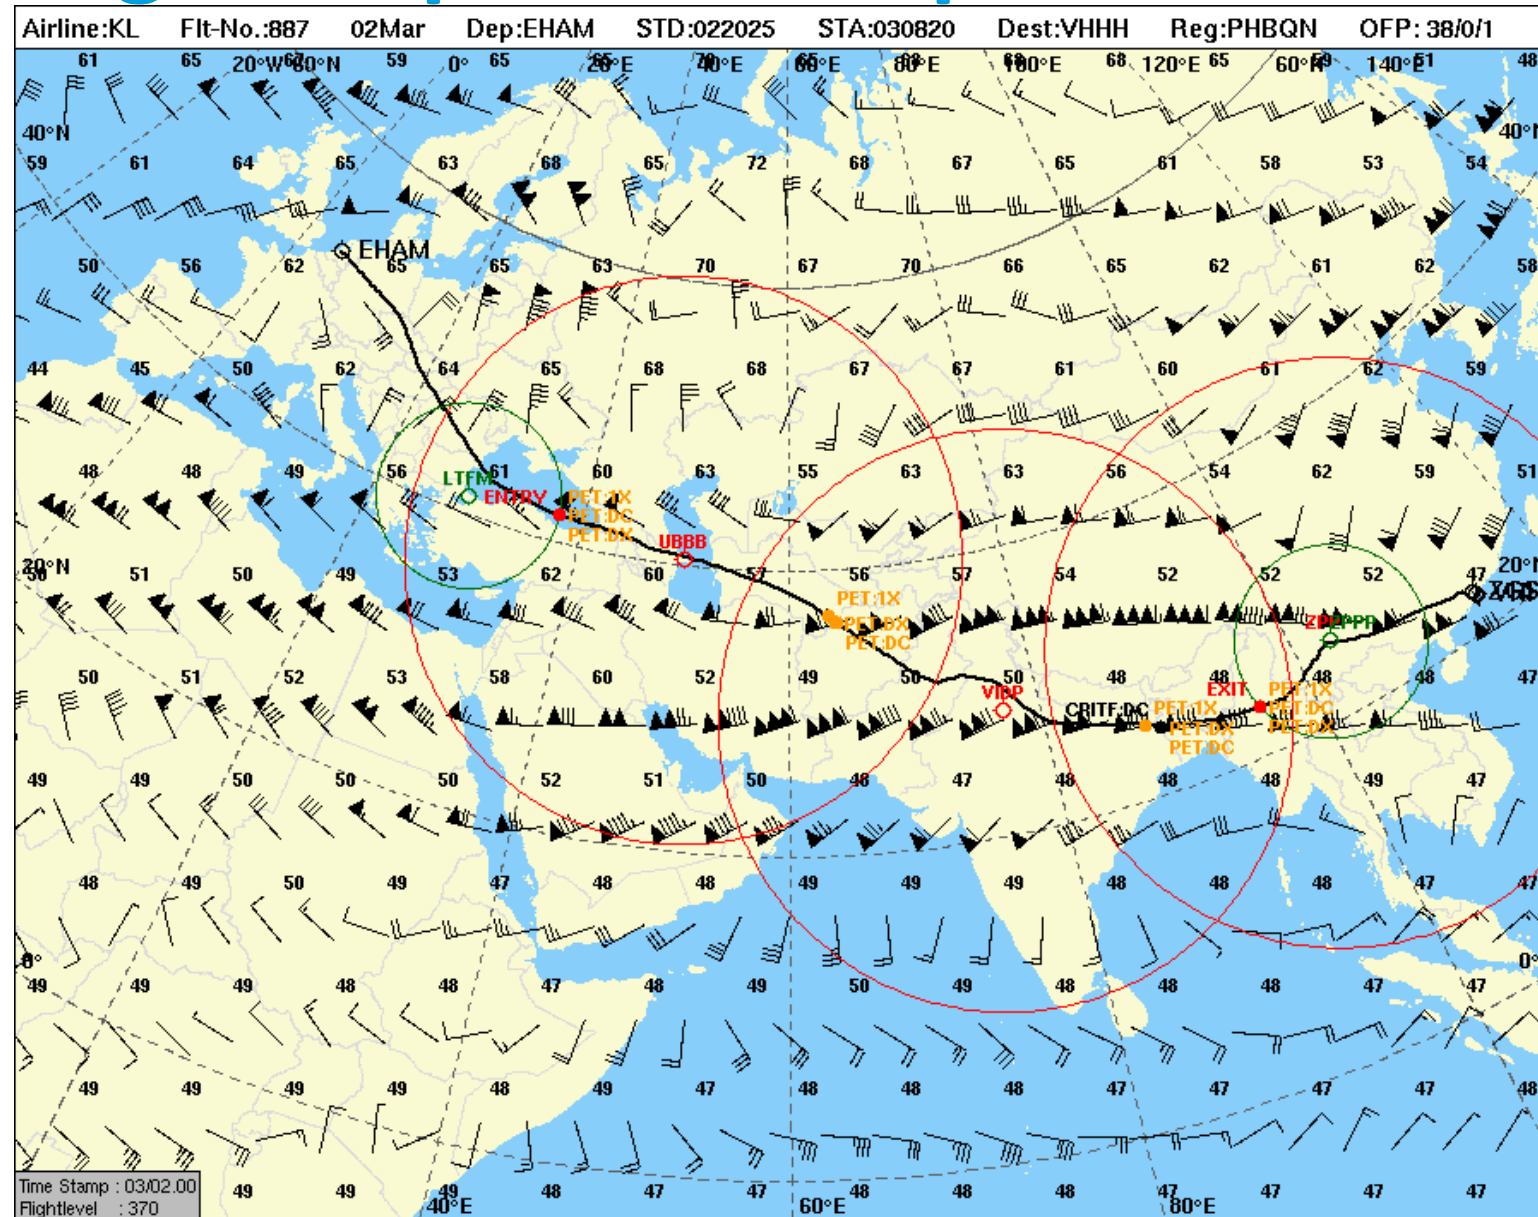 Airline:KL Flt-No.:887 02Mar Dep:EHAM STD:022025 STA:030820 Dest:VHHH Reg:PHBQN OFP: 38/0/1
61 20°W 60°N 59 0° 65 20°E 40°E 60°E 80°E 100°E 68 120°E 65 60°N 140°E 51 48
40°N 40°N
59 61 64 65 63 68 65 72 68 67 65 61 58 53 54
EHAM
50 56 62 65 65 63 70 67 70 66 65 62 61 62 58
44 45 50 62 64 65 68 68 67 67 61 60 61 62 59
48 48 49 56 61 60 63 55 63 63 56 54 62 59 51
LTFM
ENTRY PET:1X
PET:DC
PET:DX
UBBB
20°N 20°N
50 51 50 49 53 62 60 57 56 57 54 52 52 52 47
PET:1X
PET:DX
PET:DC
ZPPP
50 52 53 58 60 52 49 50 50 48 48 48 48 47
VIDP
EXIT PET:1X
PET:DC
PET:DX
CRITF:DC PET:1X
PET:DX
PET:DC
49 49 50 50 50 52 51 50 48 47 48 48 48 49 47
48 49 50 49 47 48 48 49 49 49 48 48 48 47 47
0° 0°
49 49 49 48 48 47 48 49 50 49 48 48 48 47 47
49 49 49 49 48 49 47 48 48 48 47 47 47 48
Time Stamp : 03/02.00
Flightlevel : 370
49 49 49 48 47 47 48 48 48 47 47 47
40°E 60°E 80°E